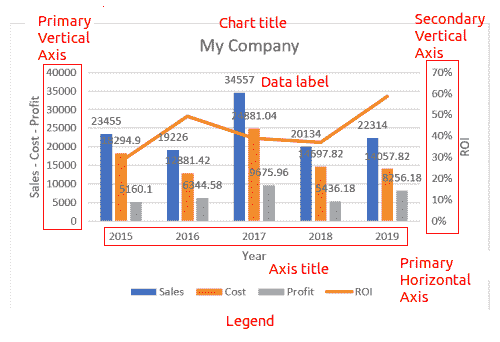 Primary
Vertical
Axis
Chart title
Secondary
Vertical
Axis
My Company
Data label
40000
35000
30000
25000
20000
15000
10000
5000
0
Sales - Cost - Profit
70%
60%
50%
40%
30%
20%
10%
0%
ROI
23455
18294.9
5160.1
19226
12881.42
6344.58
34557
24881.04
9675.96
20134
14697.82
5436.18
22314
14057.82
8256.18
2015 2016 2017 2018 2019
Year
Axis title
Primary
Horizontal
Axis
Sales Cost Profit ROI
Legend